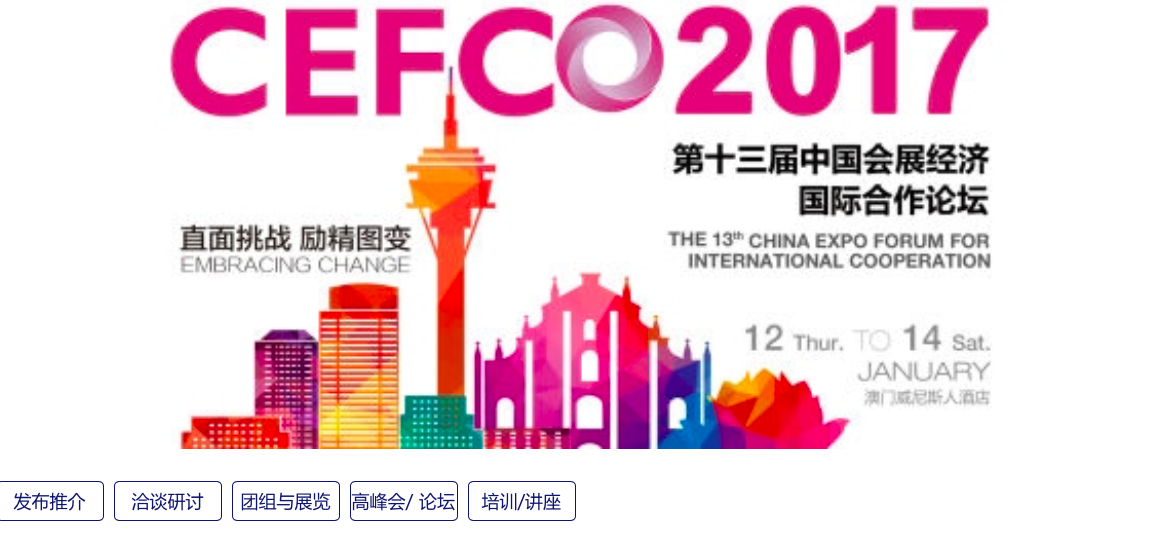 CEFCO2017
第十三届中国会展经济
国际合作论坛
THE 13th CHINA EXPO FORUM FOR
INTERNATIONAL COOPERATION
直面挑战 励精图变
EMBRACING CHANGE
12 Thur. TO 14 Sat.
JANUARY
澳门威尼斯人酒店
发布推介
洽谈研讨
团组与展览
高峰会/ 论坛
培训/讲座